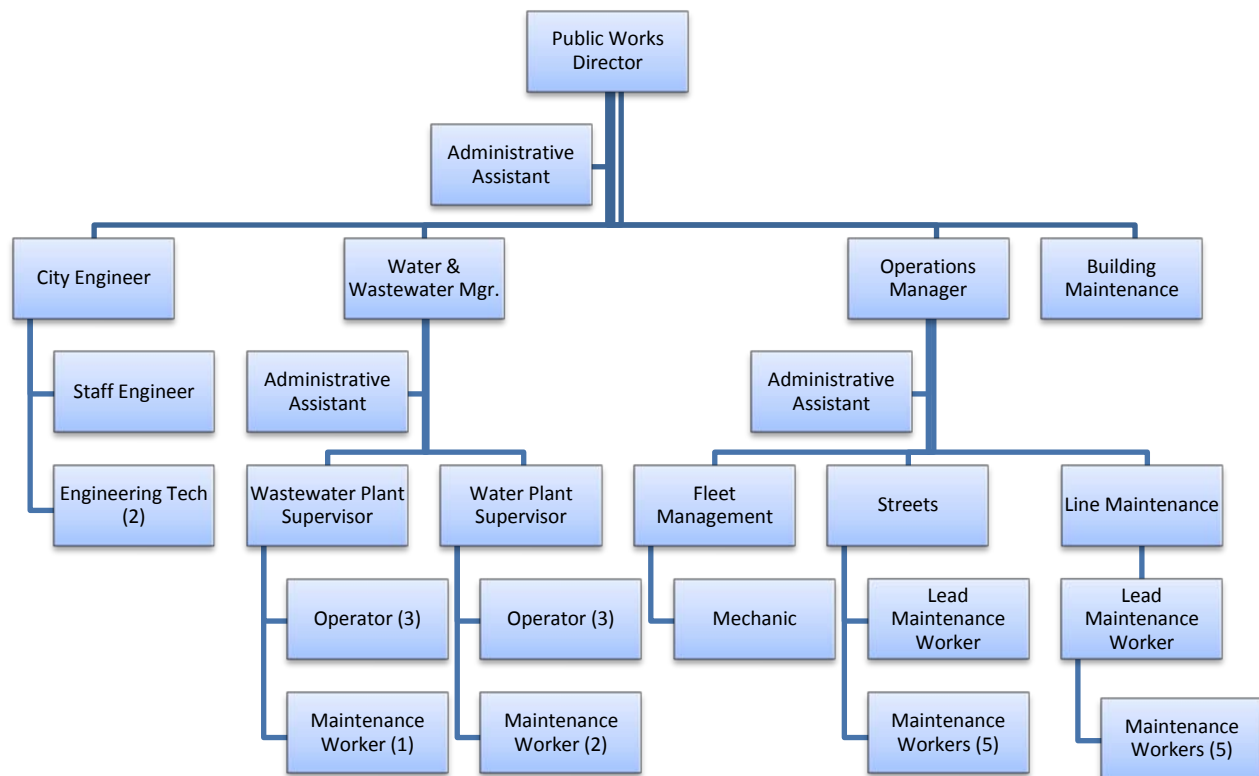 Public Works
Director
Administrative
Assistant
City Engineer
Water &
Wastewater Mgr.
Operations
Manager
Building
Maintenance
Staff Engineer
Engineering Tech
(2)
Administrative
Assistant
Administrative
Assistant
Wastewater Plant
Supervisor
Water Plant
Supervisor
Fleet
Management
Streets
Line Maintenance
Operator (3)
Operator (3)
Mechanic
Lead
Maintenance
Worker
Lead
Maintenance
Worker
Maintenance
Worker (1)
Maintenance
Worker (2)
Maintenance
Workers (5)
Maintenance
Workers (5)